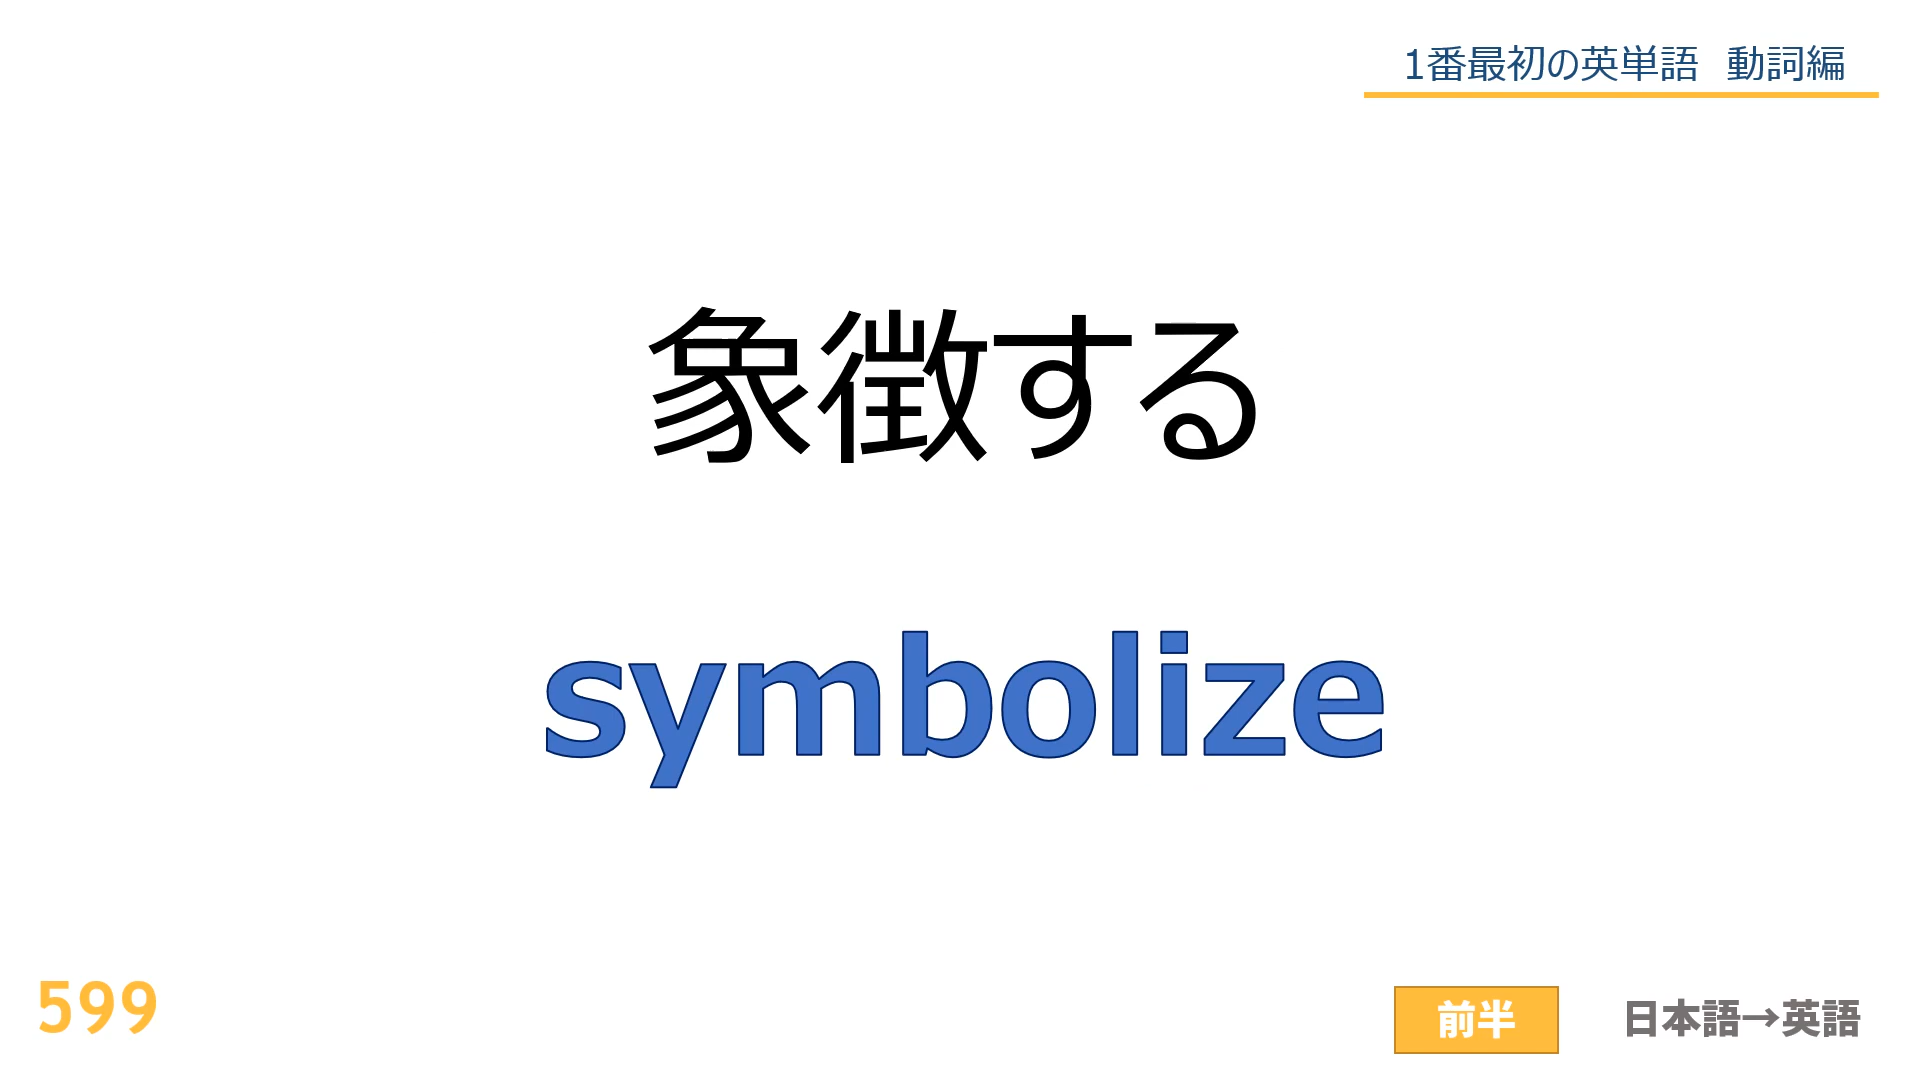 1番最初の英単語　動詞編
象徴する
symbolize
599
前半
日本語→英語